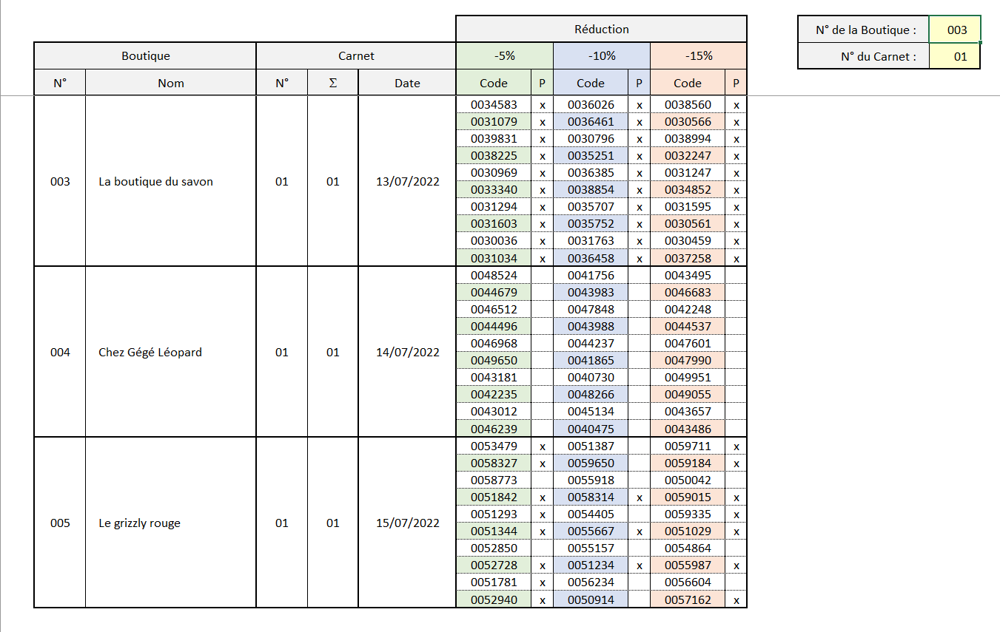 Réduction
N° de la Boutique : 003
Boutique Carnet -5% -10% -15%
N° du Carnet : 01
N° Nom N° Σ Date Code P Code P Code P
0034583 x 0036026 x 0038560 x
0031079 x 0036461 x 0030566 x
0039831 x 0030796 x 0038994 x
0038225 x 0035251 x 0032247 x
0030969 x 0036385 x 0031247 x
003 La boutique du savon 01 01 13/07/2022
0033340 x 0038854 x 0034852 x
0031294 x 0035707 x 0031595 x
0031603 x 0035752 x 0030561 x
0030036 x 0031763 x 0030459 x
0031034 x 0036458 x 0037258 x
0048524 0041756 0043495
0044679 0043983 0046683
0046512 0047848 0042248
0044496 0043988 0044537
0046968 0044237 0047601
004 Chez Gégé Léopard 01 01 14/07/2022
0049650 0041865 0047990
0043181 0040730 0049951
0042235 0048266 0049055
0043012 0045134 0043657
0046239 0040475 0043486
0053479 x 0051387 0059711 x
0058327 x 0059650 0059184 x
0058773 0055918 0050042
0051842 x 0058314 x 0059015 x
0051293 x 0054405 0059335 x
005 Le grizzly rouge 01 01 15/07/2022
0051344 x 0055667 x 0051029 x
0052850 0055157 0054864
0052728 x 0051234 x 0055987 x
0051781 x 0056234 0056604
0052940 x 0050914 0057162 x